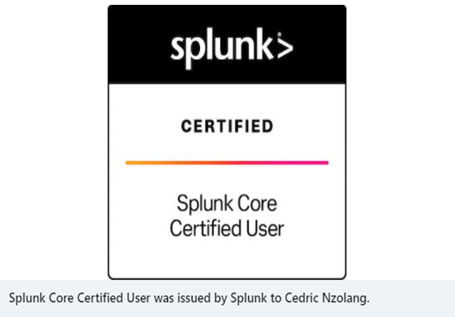 splunk>
CERTIFIED
Splunk Core
Certified User
Splunk Core Certified User was issued by Splunk to Cedric Nzolang.